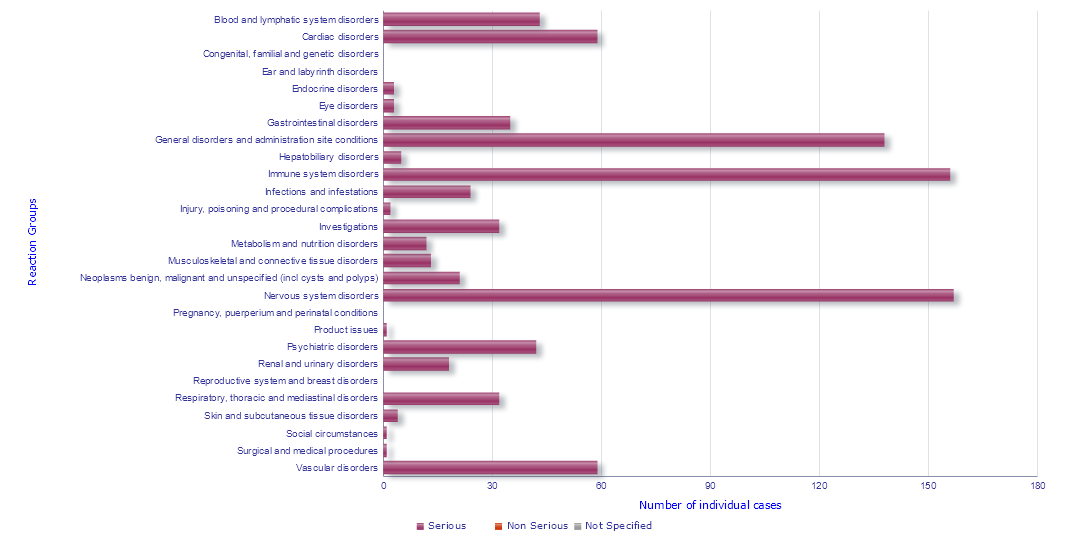 Blood and lymphatic system disorders
Cardiac disorders
Congenital, familial and genetic disorders
Ear and labyrinth disorders
Endocrine disorders
Eye disorders
Gastrointestinal disorders
General disorders and administration site conditions
Hepatobiliary disorders
Immune system disorders
Infections and infestations
Injury, poisoning and procedural complications
Investigations
Metabolism and nutrition disorders
Musculoskeletal and connective tissue disorders
Neoplasms benign, malignant and unspecified (incl cysts and polyps)
Nervous system disorders
Pregnancy, puerperium and perinatal conditions
Product issues
Psychiatric disorders
Renal and urinary disorders
Reproductive system and breast disorders
Respiratory, thoracic and mediastinal disorders
Skin and subcutaneous tissue disorders
Social circumstances
Surgical and medical procedures
Vascular disorders
Reaction Groups
0 30 60 90 120 150 180
Number of individual cases
Serious Non Serious Not Specified